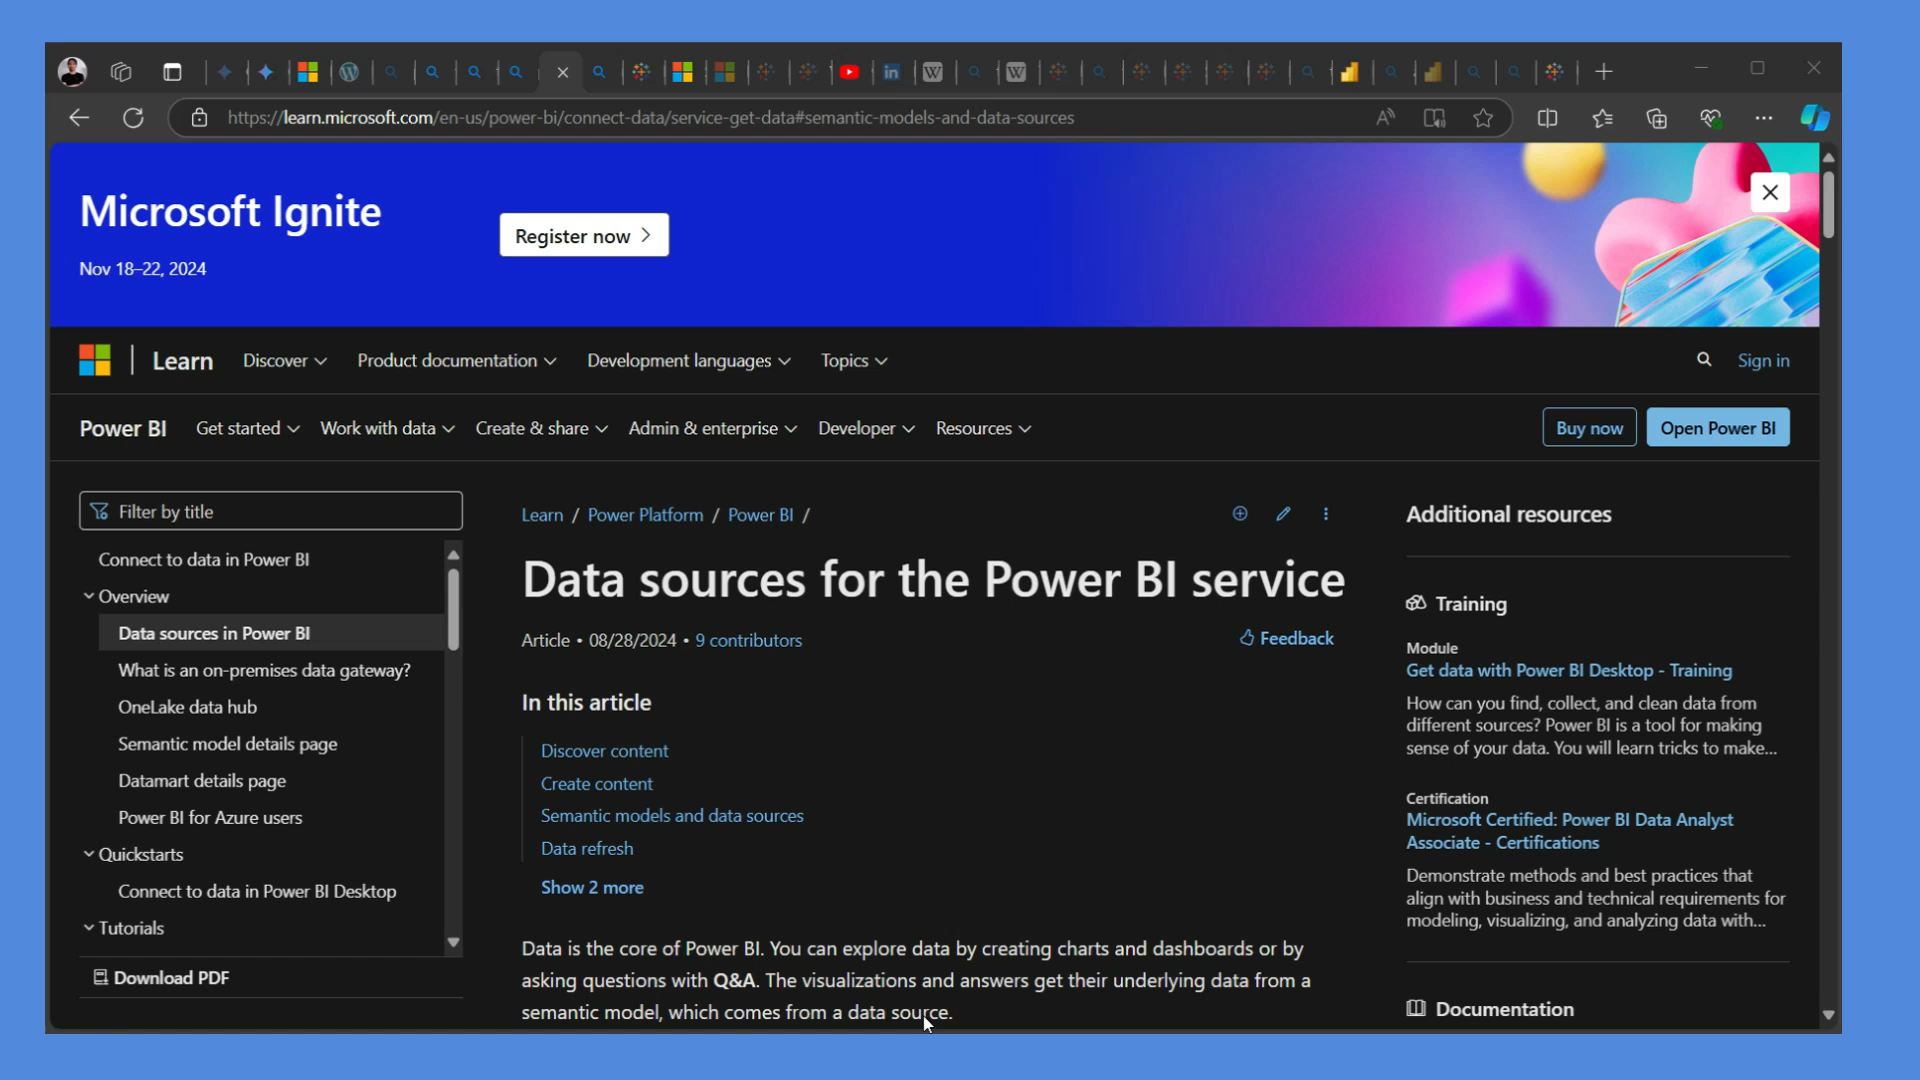 https://learn.microsoft.com/en-us/power-bi/connect-data/service-get-data#semantic-models-and-data-sources
Microsoft Ignite
Nov 18–22, 2024
Register now
Learn
Discover
Product documentation
Development languages
Topics
Sign in
Power BI
Get started
Work with data
Create & share
Admin & enterprise
Developer
Resources
Buy now
Open Power BI
Filter by title
Connect to data in Power BI
Overview
Data sources in Power BI
What is an on-premises data gateway?
OneLake data hub
Semantic model details page
Datamart details page
Power BI for Azure users
Quickstarts
Connect to data in Power BI Desktop
Tutorials
Download PDF
Learn / Power Platform / Power BI /
Data sources for the Power BI service
Article • 08/28/2024 • 9 contributors
Feedback
In this article
Discover content
Create content
Semantic models and data sources
Data refresh
Show 2 more
Data is the core of Power BI. You can explore data by creating charts and dashboards or by
asking questions with Q&A. The visualizations and answers get their underlying data from a
semantic model, which comes from a data source.
Additional resources
Training
Module
Get data with Power BI Desktop - Training
How can you find, collect, and clean data from
different sources? Power BI is a tool for making
sense of your data. You will learn tricks to make...
Certification
Microsoft Certified: Power BI Data Analyst
Associate - Certifications
Demonstrate methods and best practices that
align with business and technical requirements for
modeling, visualizing, and analyzing data with...
Documentation